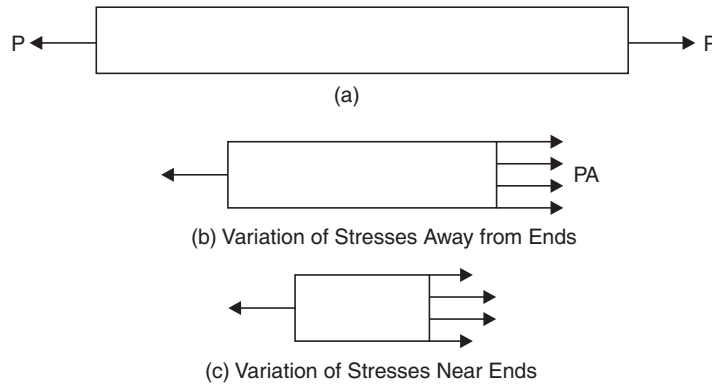 P P
(a)
PA
(b) Variation of Stresses Away from Ends
(c) Variation of Stresses Near Ends